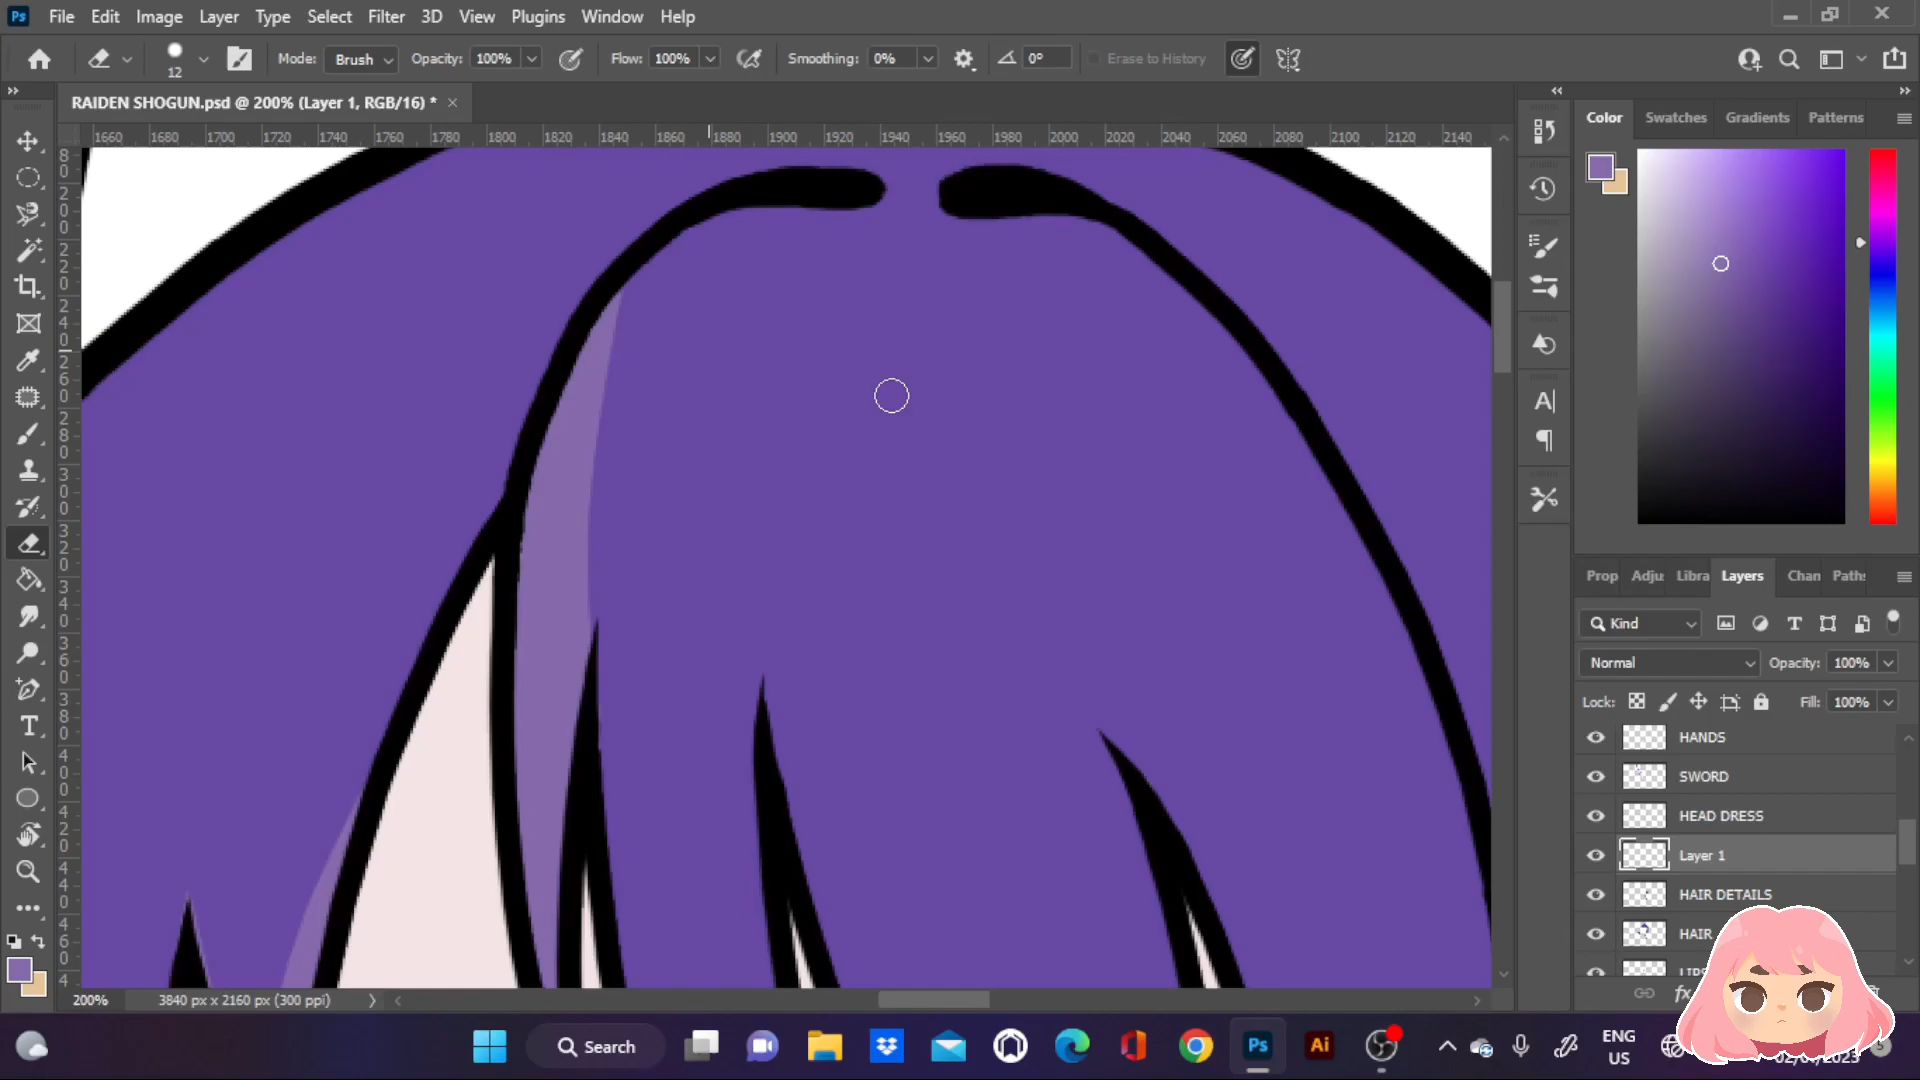 Ps File Edit Image Layer Type Select Filter 3D View Plugins Window Help
12 Mode: Brush Opacity: 100% Flow: 100% Smoothing: 0% 0° Erase to History
RAIDEN SHOGUN.psd @ 200% (Layer 1, RGB/16) *
1660 1680 1700 1720 1740 1760 1780 1800 1820 1840 1860 1880 1900 1920 1940 1960 1980 2000 2020 2040 2060 2080 2100 2120 2140
Color Swatches Gradients Patterns
Prop Adju Libra Layers Chan Paths
Kind
Normal Opacity: 100%
Lock: Fill: 100%
HANDS
SWORD
HEAD DRESS
Layer 1
HAIR DETAILS
HAIR
LIPS
fx
200% 3840 px x 2160 px (300 ppi)
Search Ps Ai ENG
US
5